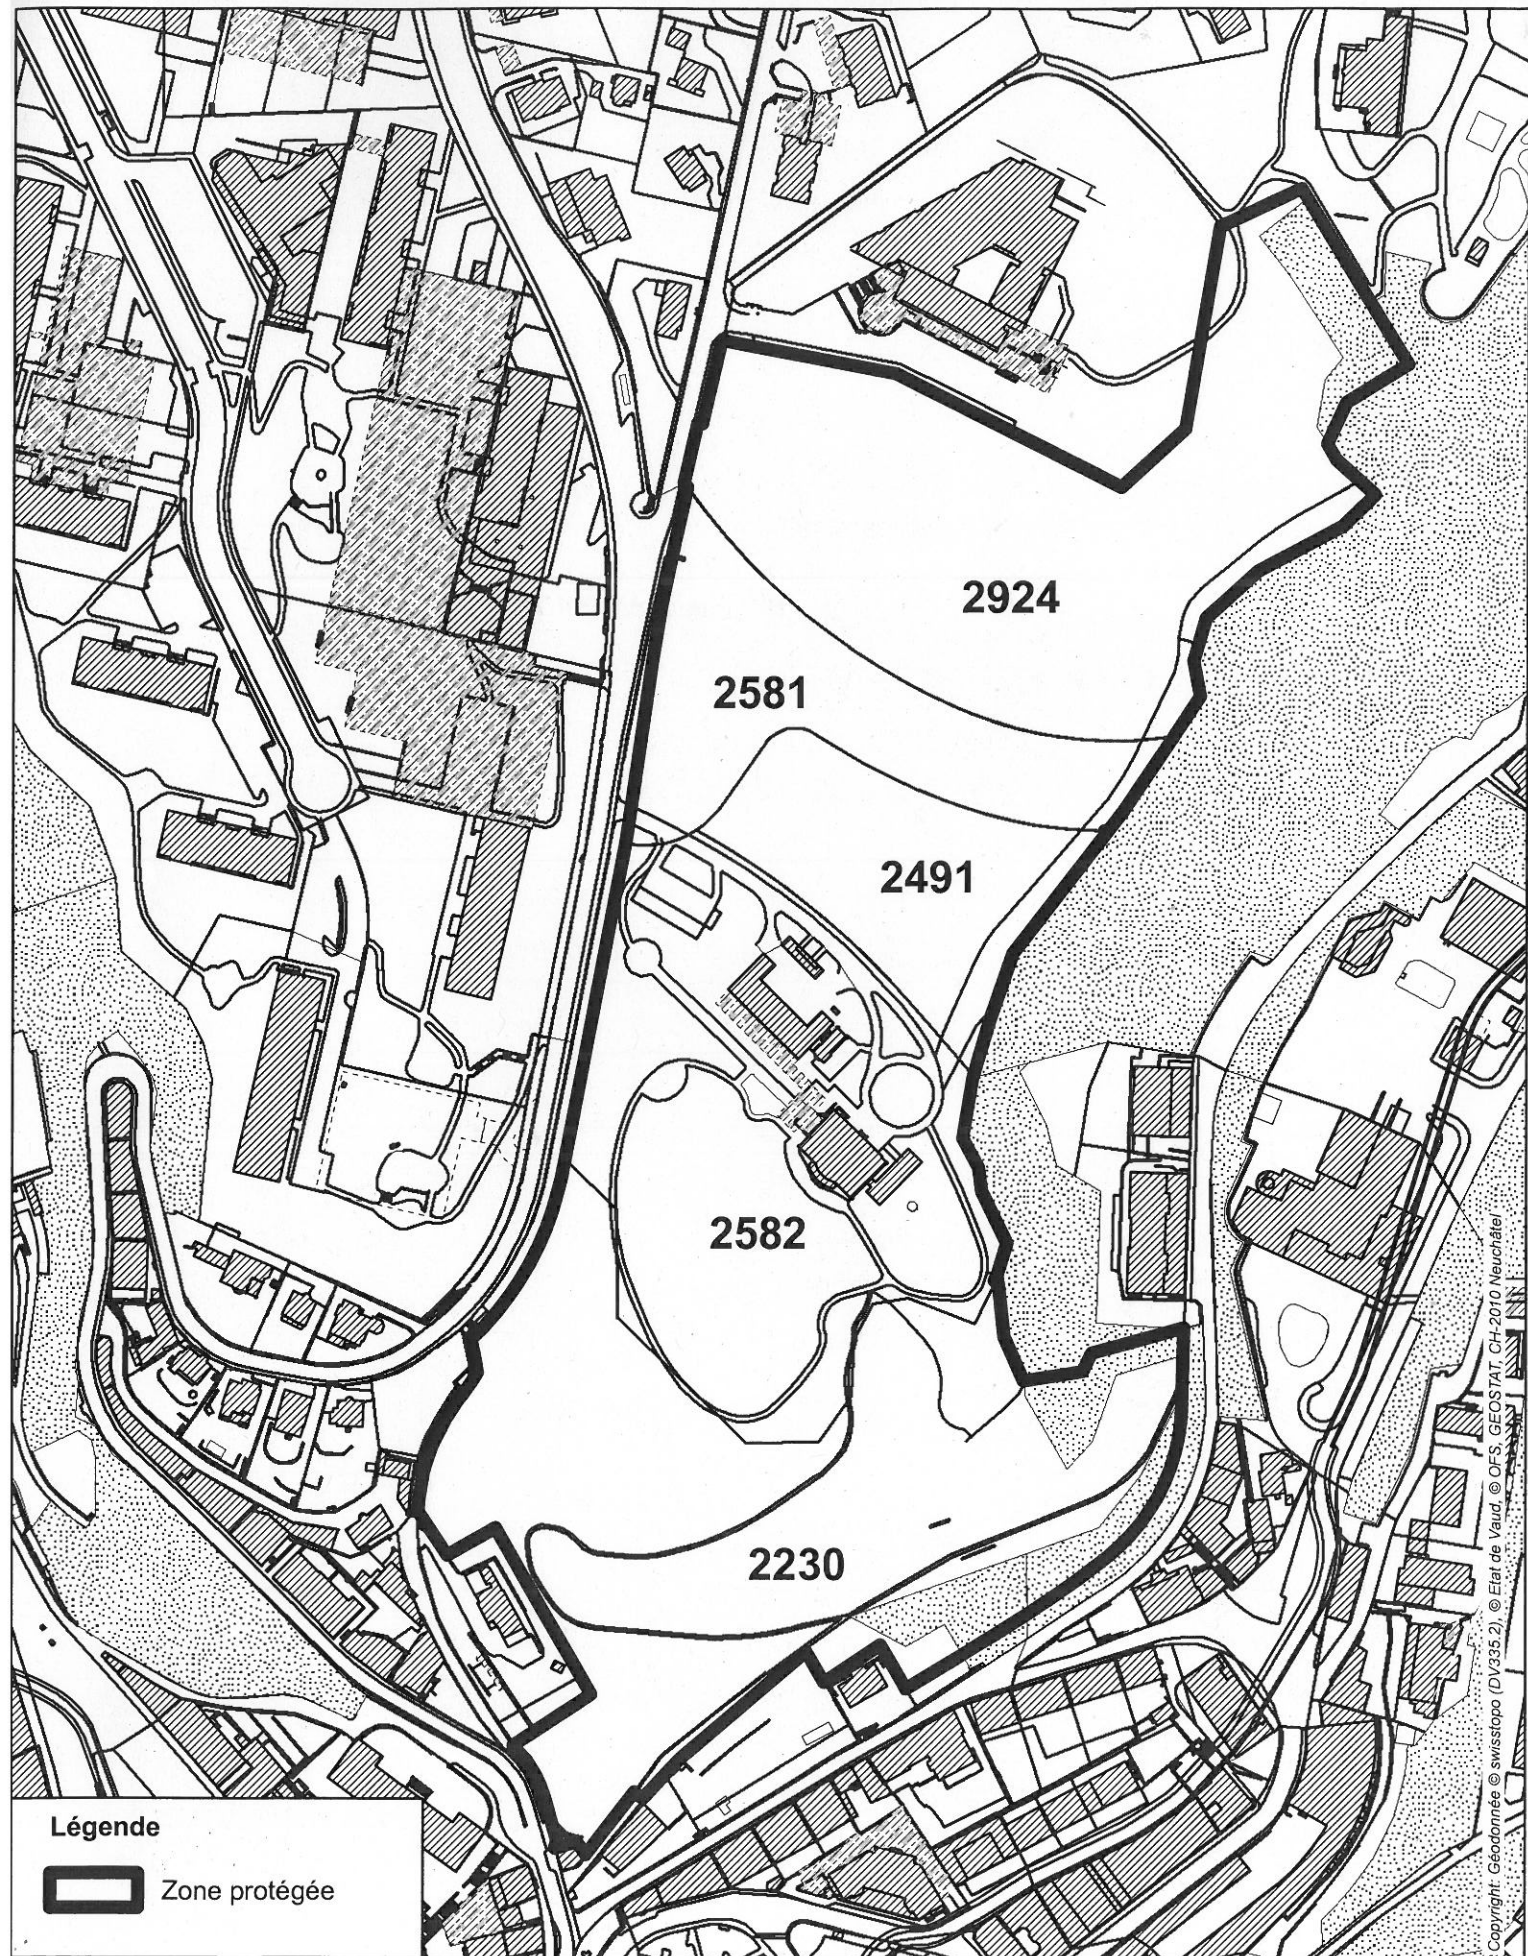 2924
2581
2491
2582
2230
Légende
Zone protégée
Copyright: Géodonnée © swisstopo (DV335.2), © Etat de Vaud, © OFS, GEOSTAT, CH-2010 Neuchâtel